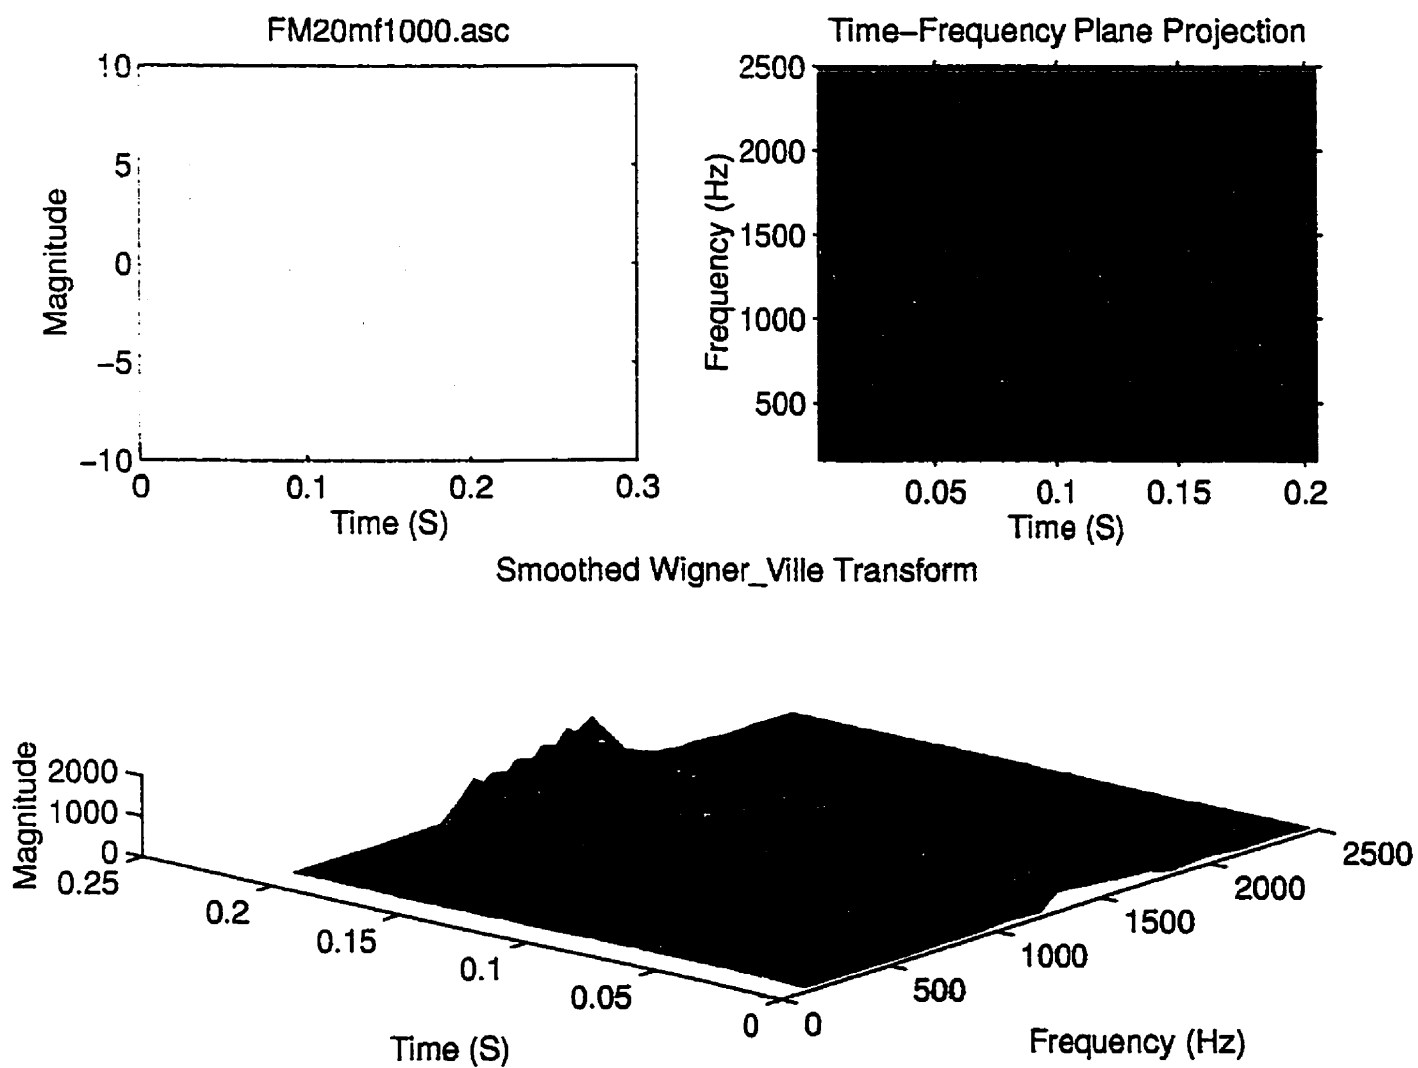 FM20mf1000.asc
10
5
0
−5
−10
Magnitude
0 0.1 0.2 0.3
Time (S)
Time−Frequency Plane Projection
2500
2000
1500
1000
500
Frequency (Hz)
0.05 0.1 0.15 0.2
Time (S)
Smoothed Wigner_Ville Transform
2000
1000
0
Magnitude
0.25
0.2
0.15
0.1
0.05
0
Time (S)
0
500
1000
1500
2000
2500
Frequency (Hz)